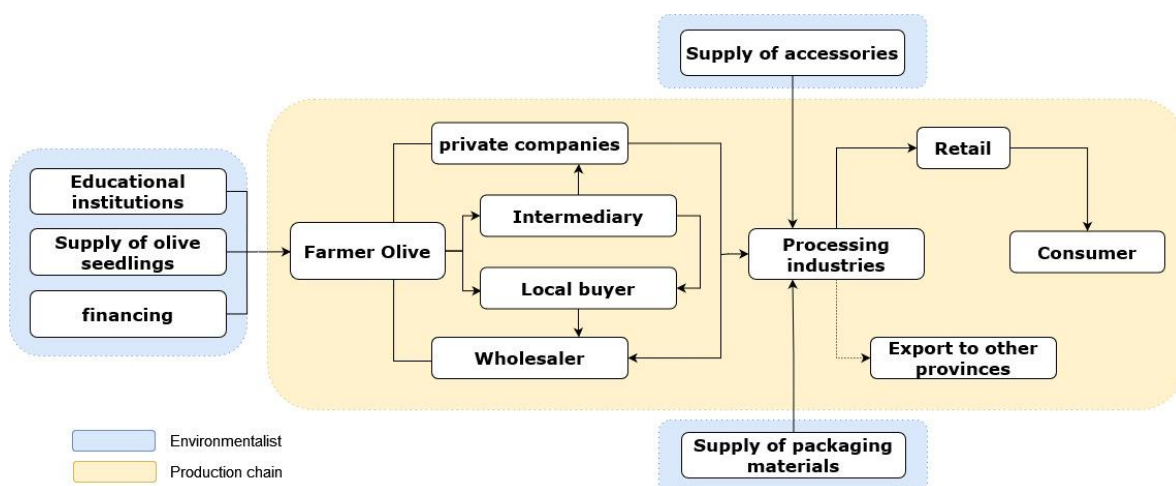 Supply of accessories
private companies
Retail
Educational
institutions
Intermediary
Supply of olive
seedlings
Farmer Olive
Processing
industries
Consumer
Local buyer
financing
Wholesaler
Export to other
provinces
Environmentalist
Supply of packaging
materials
Production chain